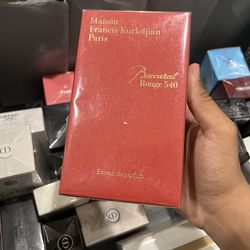 Maison
Francis Kurkdjian
Paris
Baccarat
Rouge 540
Extrait de parfum